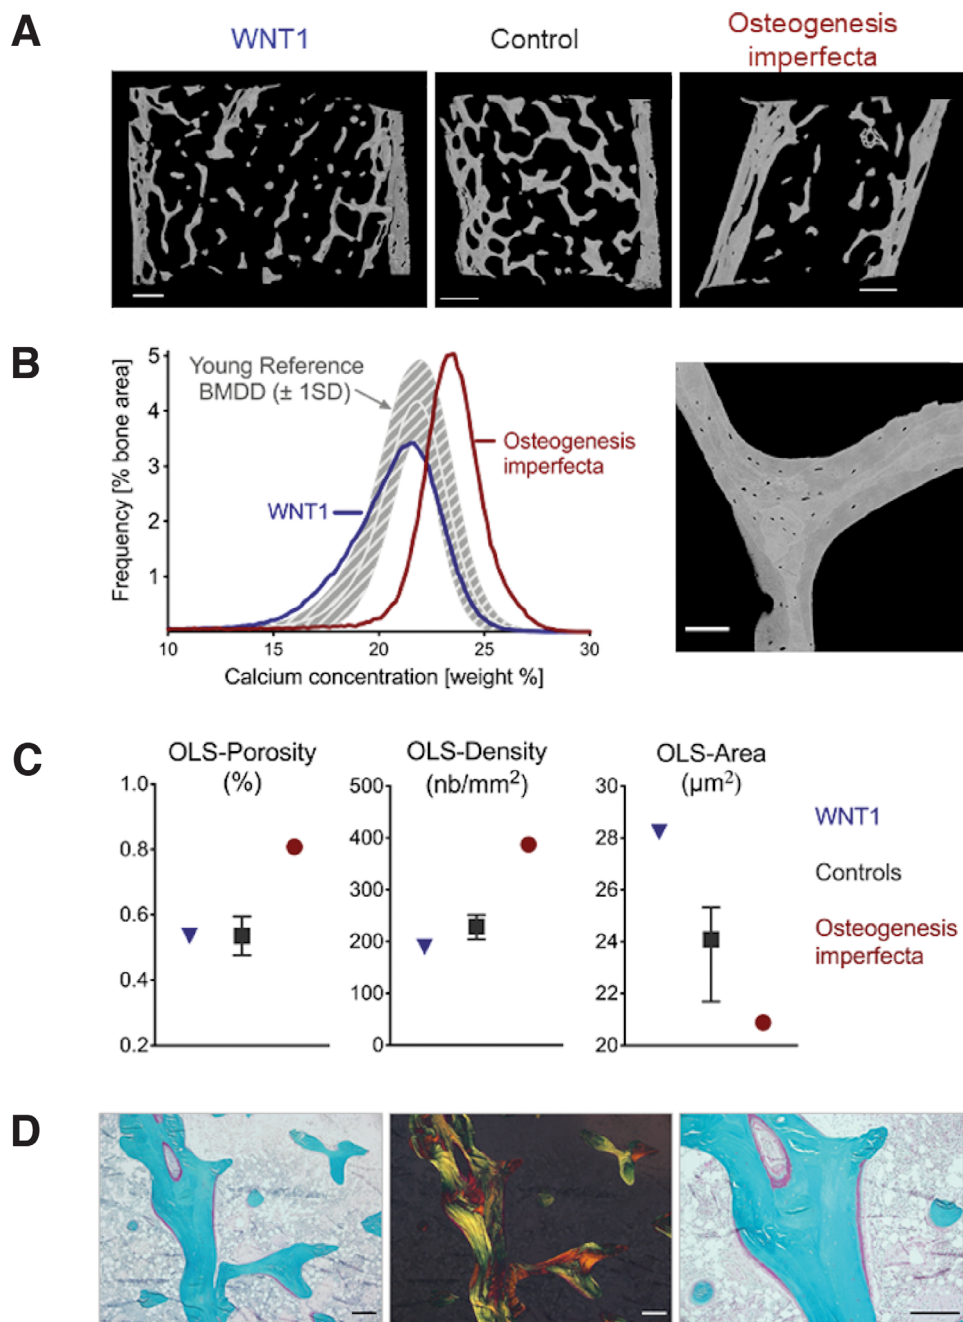 A
WNT1
Control
Osteogenesis
imperfecta
B
Frequency [% bone area]
5
4
3
2
1
Young Reference
BMDD (± 1SD)
WNT1
Osteogenesis
imperfecta
10
15
20
25
30
Calcium concentration [weight %]
C
OLS-Porosity
(%)
1.0
0.8
0.6
0.4
0.2
OLS-Density
(nb/mm²)
500
400
300
200
100
0
OLS-Area
(µm²)
30
28
26
24
22
20
WNT1
Controls
Osteogenesis
imperfecta
D